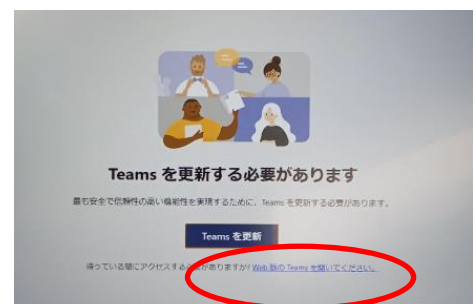 Teams を更新する必要があります
最も安全で信頼性の高い機能性を実現するために、Teams を更新する必要があります。
Teams を更新
待っている間にアクセスする必要がありますか? Web 版の Teams を開いてください。